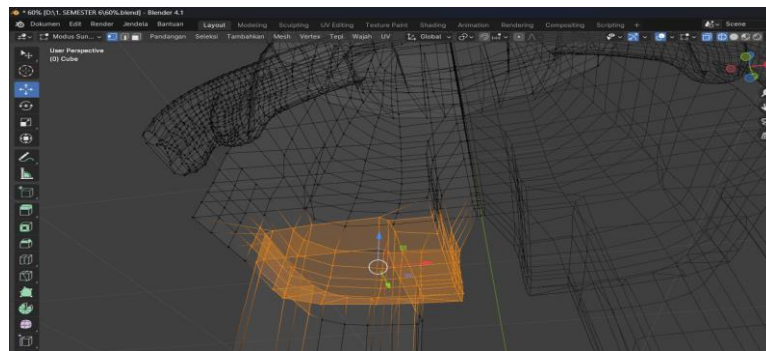 * 60% [D:\1. SEMESTER 6\60%.blend] - Blender 4.1
Dokumen Edit Render Jendela Bantuan Layout Modeling Sculpting UV Editing Texture Paint Shading Animation Rendering Compositing Scripting + Scene
Modus Sun... Pandangan Seleksi Tambahkan Mesh Vertex Tepi Wajah UV Global
User Perspective
(0) Cube